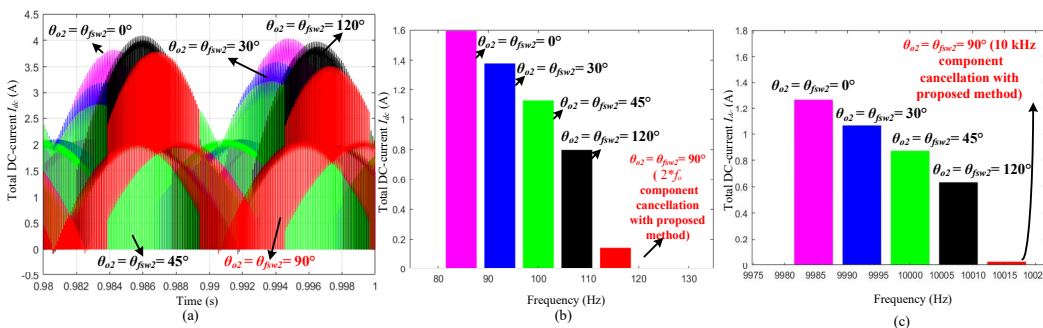 4.5
4
3.5
3
2.5
2
1.5
1
0.5
0
-0.5
Total DC-current Idc (A)
θo2 = θfsw2 = 0°
θo2 = θfsw2 = 120°
θo2 = θfsw2 = 30°
θo2 = θfsw2 = 45°
θo2 = θfsw2 = 90°
0.98 0.982 0.984 0.986 0.988 0.99 0.992 0.994 0.996 0.998 1
Time (s)
(a)
1.6
1.4
1.2
1
0.8
0.6
0.4
0.2
0
Total DC-current Idc (A)
θo2 = θfsw2= 0°
θo2 = θfsw2= 30°
θo2 = θfsw2= 45°
θo2 = θfsw2= 120°
θo2 = θfsw2= 90°
( 2*fo
component
cancellation
with proposed
method)
80 90 100 110 120 130
Frequency (Hz)
(b)
1.8
1.6
1.4
1.2
1
0.8
0.6
0.4
0.2
0
Total DC-current Idc (A)
θo2 = θfsw2= 90° (10 kHz
component
cancellation with
proposed method)
θo2 = θfsw2= 0°
θo2 = θfsw2= 30°
θo2 = θfsw2= 45°
θo2 = θfsw2= 120°
9975 9980 9985 9990 9995 10000 10005 10010 10015 1002
Frequency (Hz)
(c)